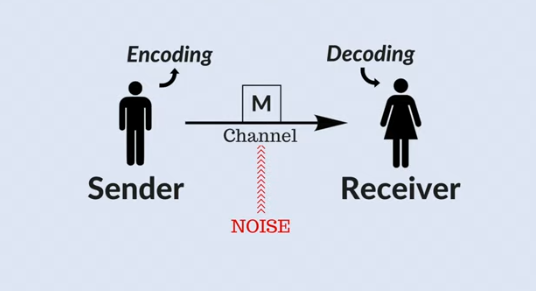 Encoding
Decoding
M
Channel
Sender
Receiver
NOISE